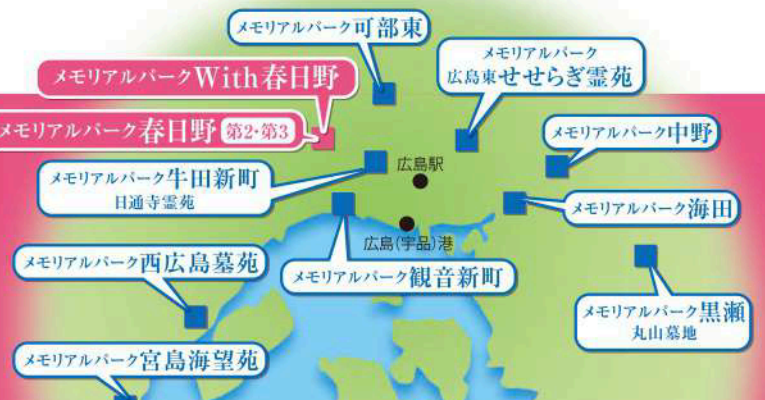 メモリアルパーク可部東
メモリアルパーク
広島東せせらぎ霊苑
メモリアルパークWith春日野
メモリアルパーク春日野 第2・第3
メモリアルパーク中野
広島駅
メモリアルパーク牛田新町
日通寺霊苑
メモリアルパーク海田
広島(宇品)港
メモリアルパーク西広島墓苑
メモリアルパーク観音新町
メモリアルパーク黒瀬
丸山墓地
メモリアルパーク宮島海望苑